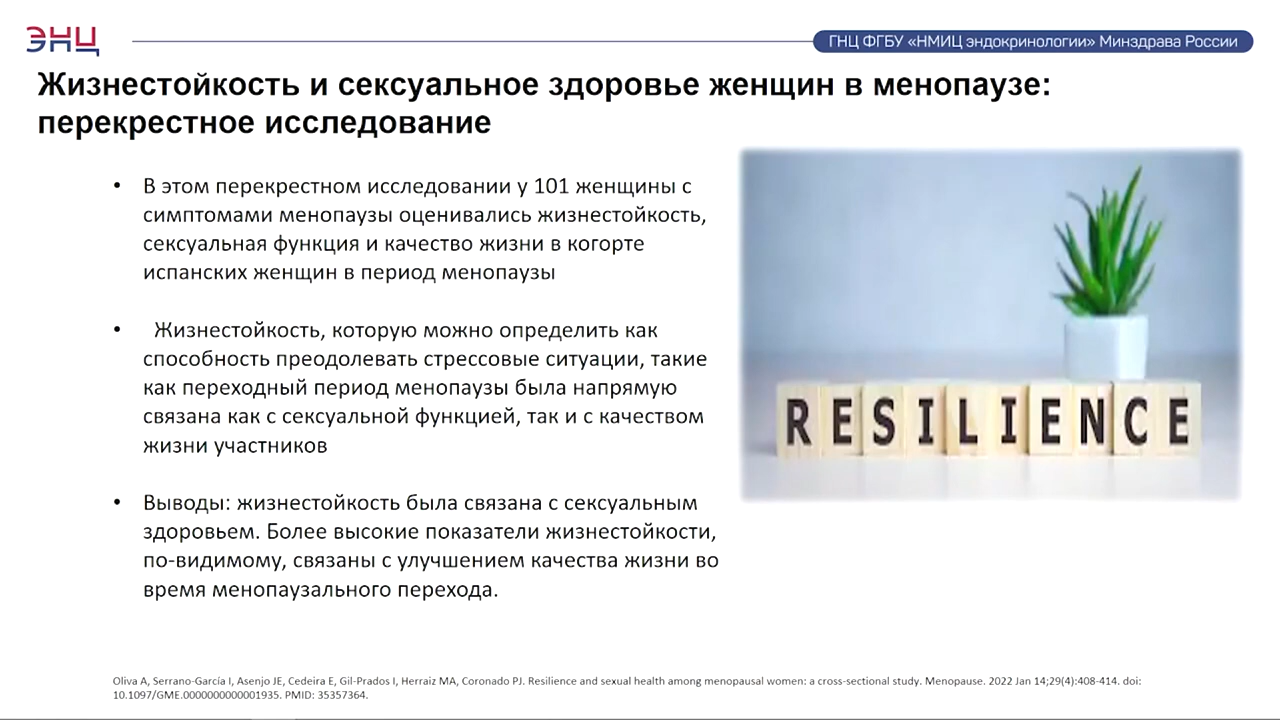 ЭНЦ
ГНЦ ФГБУ «НМИЦ эндокринологии» Минздрава России
Жизнестойкость и сексуальное здоровье женщин в менопаузе:
перекрестное исследование
• В этом перекрестном исследовании у 101 женщины с
симптомами менопаузы оценивались жизнестойкость,
сексуальная функция и качество жизни в когорте
испанских женщин в период менопаузы
• Жизнестойкость, которую можно определить как
способность преодолевать стрессовые ситуации, такие
как переходный период менопаузы была напрямую
связана как с сексуальной функцией, так и с качеством
жизни участников
• Выводы: жизнестойкость была связана с сексуальным
здоровьем. Более высокие показатели жизнестойкости,
по-видимому, связаны с улучшением качества жизни во
время менопаузального перехода.
RESILIENCE
Oliva A, Serrano-García I, Asenjo JE, Cedeira E, Gil-Prados I, Herraiz MA, Coronado PJ. Resilience and sexual health among menopausal women: a cross-sectional study. Menopause. 2022 Jan 14;29(4):408-414. doi:
10.1097/GME.0000000000001935. PMID: 35357364.